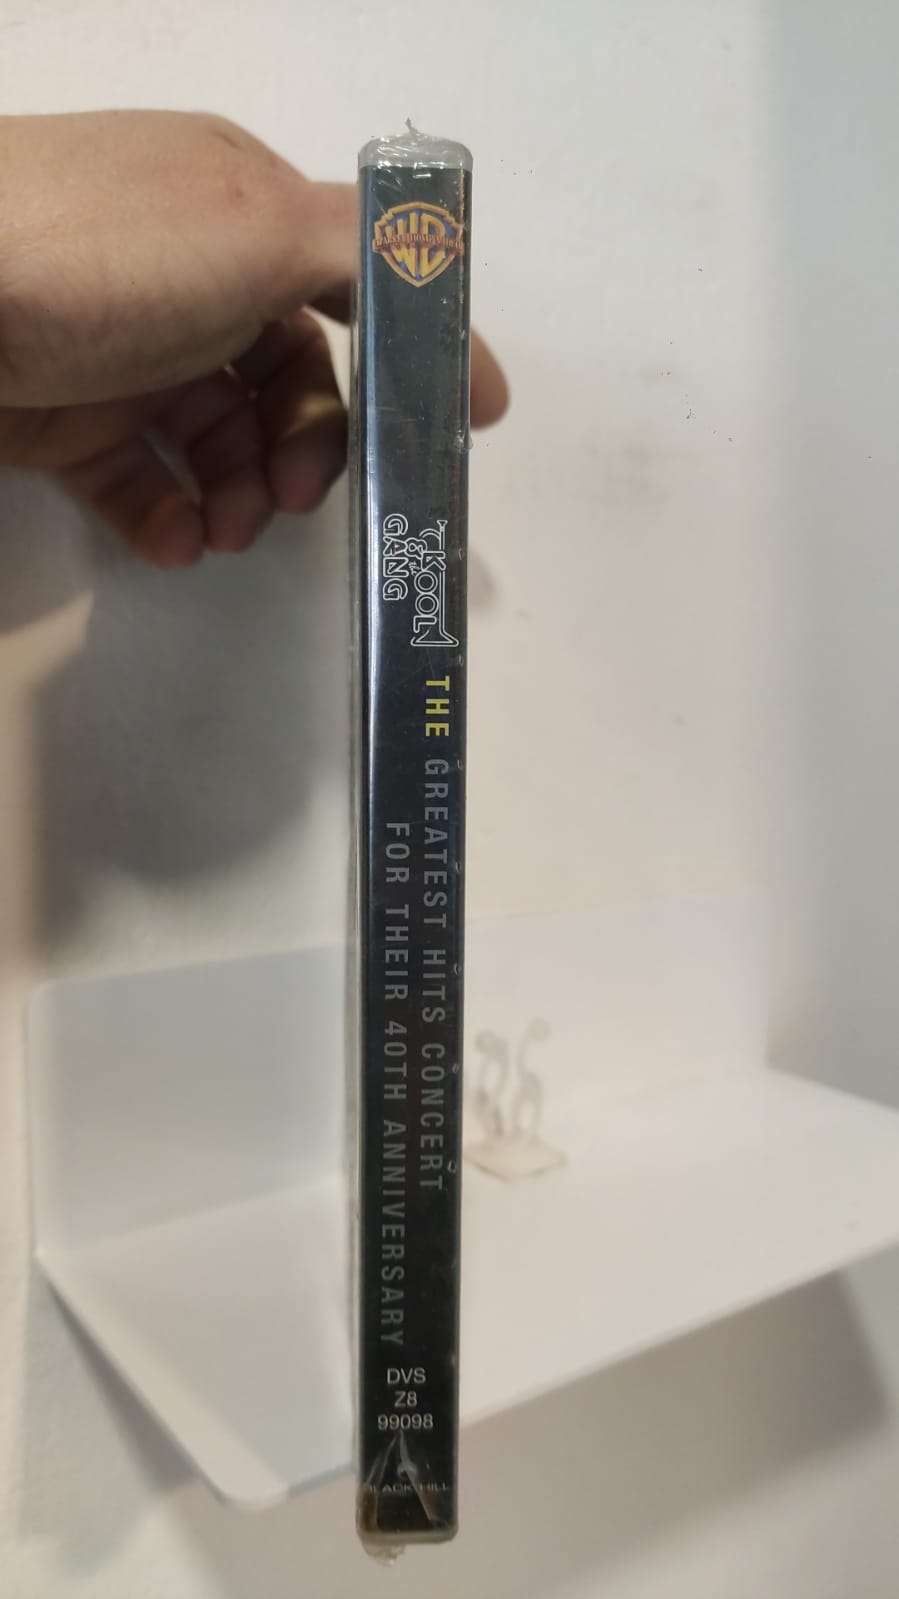 WB
KOOL
& the
GANG
THE GREATEST HITS CONCERT
FOR THEIR 40TH ANNIVERSARY
DVS
Z8
99098
BLACK HILL